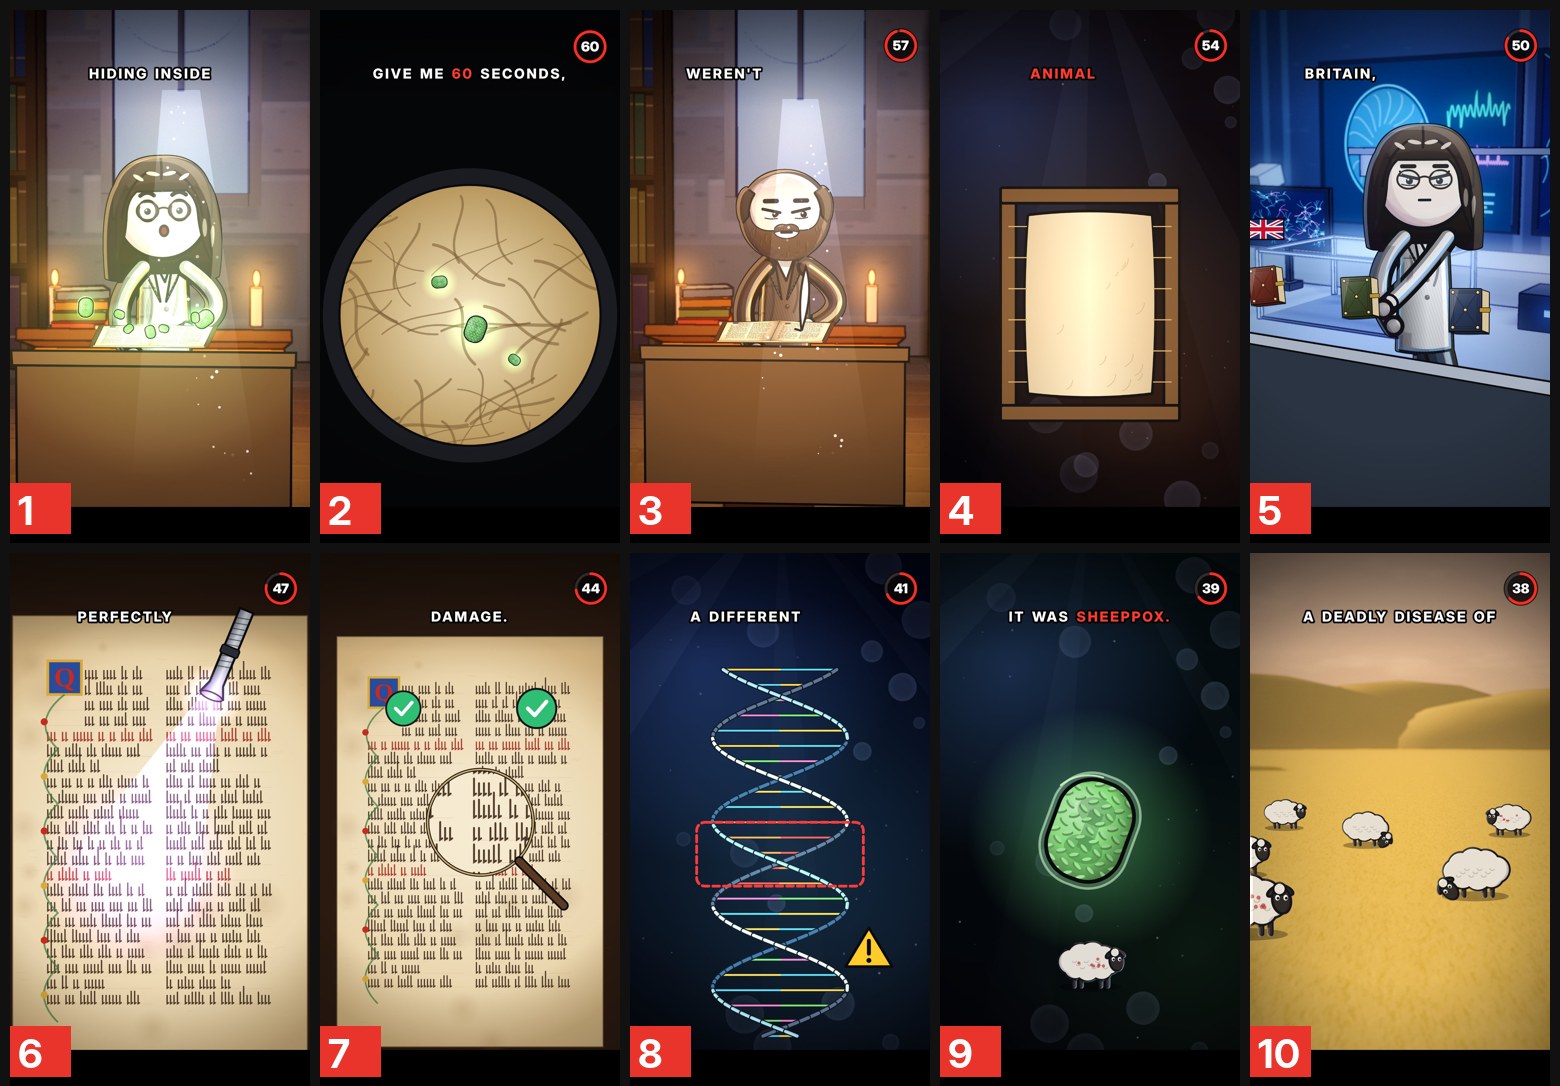 HIDING INSIDE
1
60
GIVE ME 60 SECONDS,
2
57
WEREN'T
3
54
ANIMAL
4
50
BRITAIN,
5
47
PERFECTLY
Q
6
44
DAMAGE.
Q
7
41
A DIFFERENT
8
39
IT WAS SHEEPPOX.
9
38
A DEADLY DISEASE OF
10